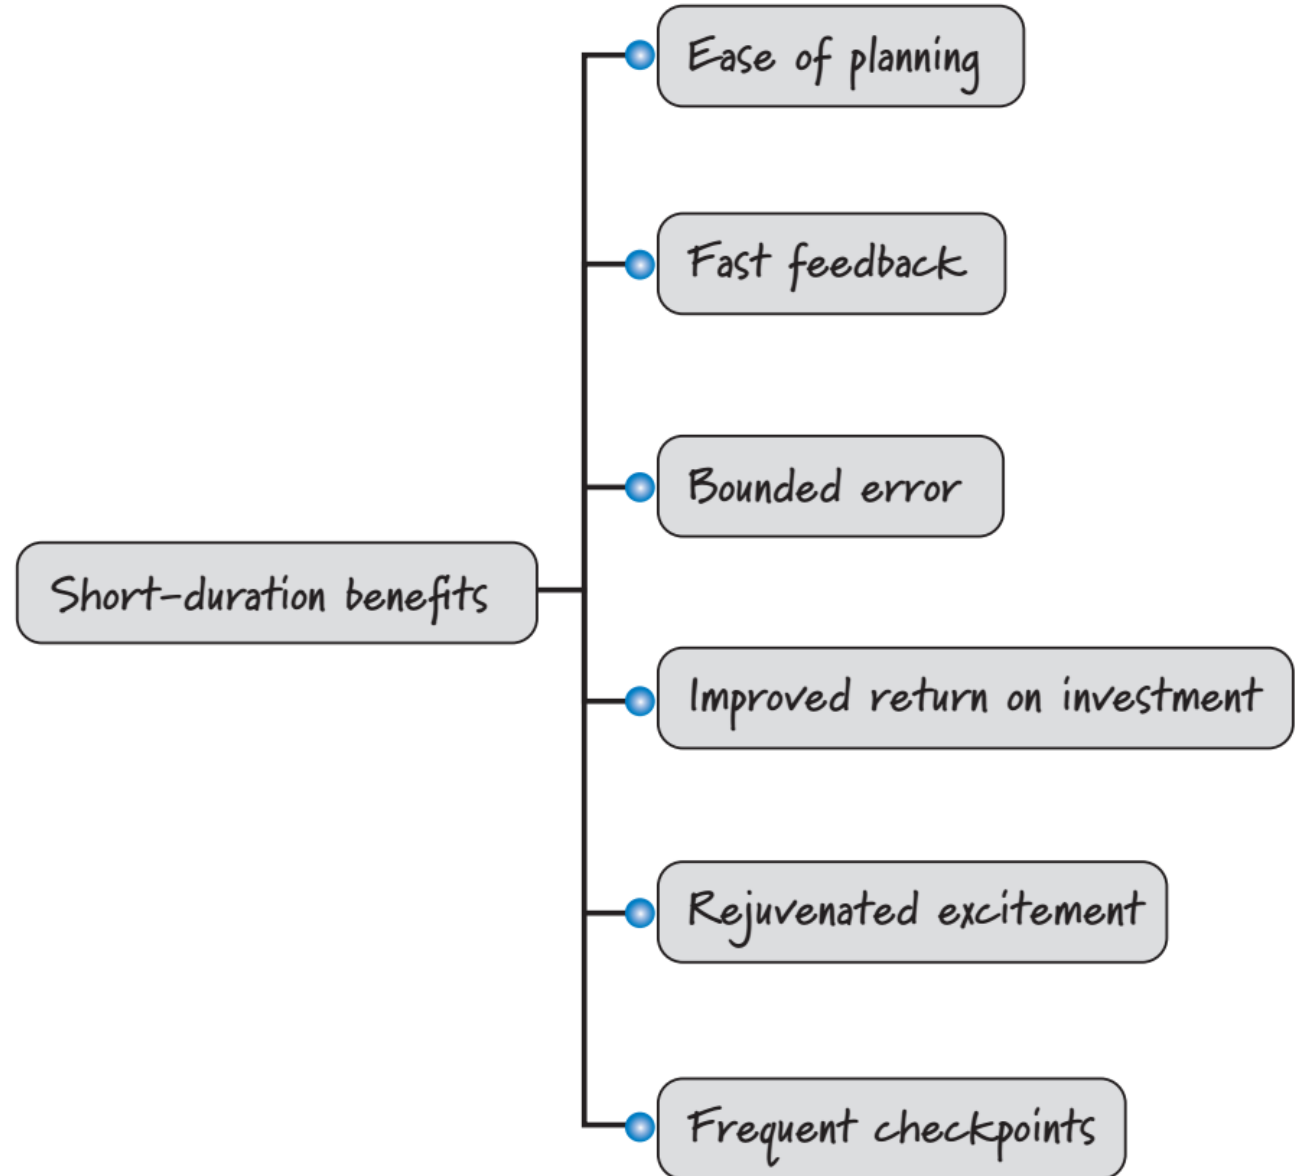 Ease of planning
Fast feedback
Bounded error
Short-duration benefits
Improved return on investment
Rejuvenated excitement
Frequent checkpoints